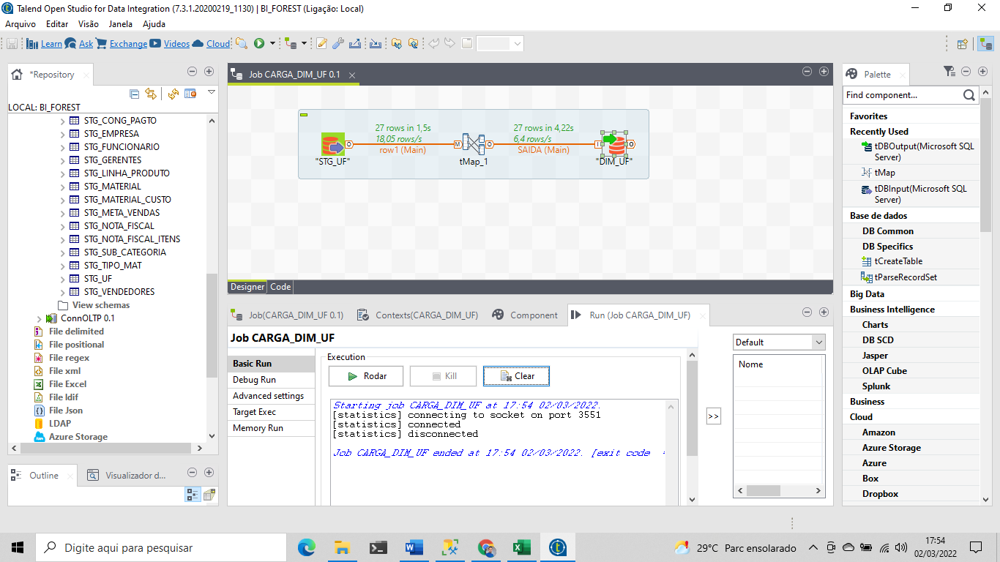 Talend Open Studio for Data Integration (7.3.1.20200219_1130) | BI_FOREST (Ligação: Local)
Arquivo Editar Visão Janela Ajuda
Learn Ask Exchange Videos Cloud
*Repository
LOCAL: BI_FOREST
STG_CONG_PAGTO
STG_EMPRESA
STG_FUNCIONARIO
STG_GERENTES
STG_LINHA_PRODUTO
STG_MATERIAL
STG_MATERIAL_CUSTO
STG_META_VENDAS
STG_NOTA_FISCAL
STG_NOTA_FISCAL_ITENS
STG_SUB_CATEGORIA
STG_TIPO_MAT
STG_UF
STG_VENDEDORES
View schemas
ConnOLTP 0.1
File delimited
File positional
File regex
File xml
File Excel
File ldif
File Json
LDAP
Azure Storage
Outline
Visualizador d...
Job CARGA_DIM_UF 0.1
27 rows in 1,5s
18,05 rows/s
row1 (Main)
27 rows in 4,22s
6,4 rows/s
SAIDA (Main)
O M O I O
"STG_UF"
tMap_1
"DIM_UF"
Designer Code
Job(CARGA_DIM_UF 0.1)
Contexts(CARGA_DIM_UF)
Component
Run (Job CARGA_DIM_UF)
Job CARGA_DIM_UF
Basic Run
Debug Run
Advanced settings
Target Exec
Memory Run
Execution
Rodar
Kill
Clear
Starting job CARGA_DIM_UF at 17:54 02/03/2022.
[statistics] connecting to socket on port 3551
[statistics] connected
[statistics] disconnected
Job CARGA_DIM_UF ended at 17:54 02/03/2022. [exit code
>>
Default
Nome
Palette
Find component...
Favorites
Recently Used
tDBOutput(Microsoft SQL
Server)
tMap
tDBInput(Microsoft SQL
Server)
Base de dados
DB Common
DB Specifics
tCreateTable
tParseRecordSet
Big Data
Business Intelligence
Charts
DB SCD
Jasper
OLAP Cube
Splunk
Business
Cloud
Amazon
Azure Storage
Azure
Box
Dropbox
Digite aqui para pesquisar
29°C Parc ensolarado
17:54
02/03/2022